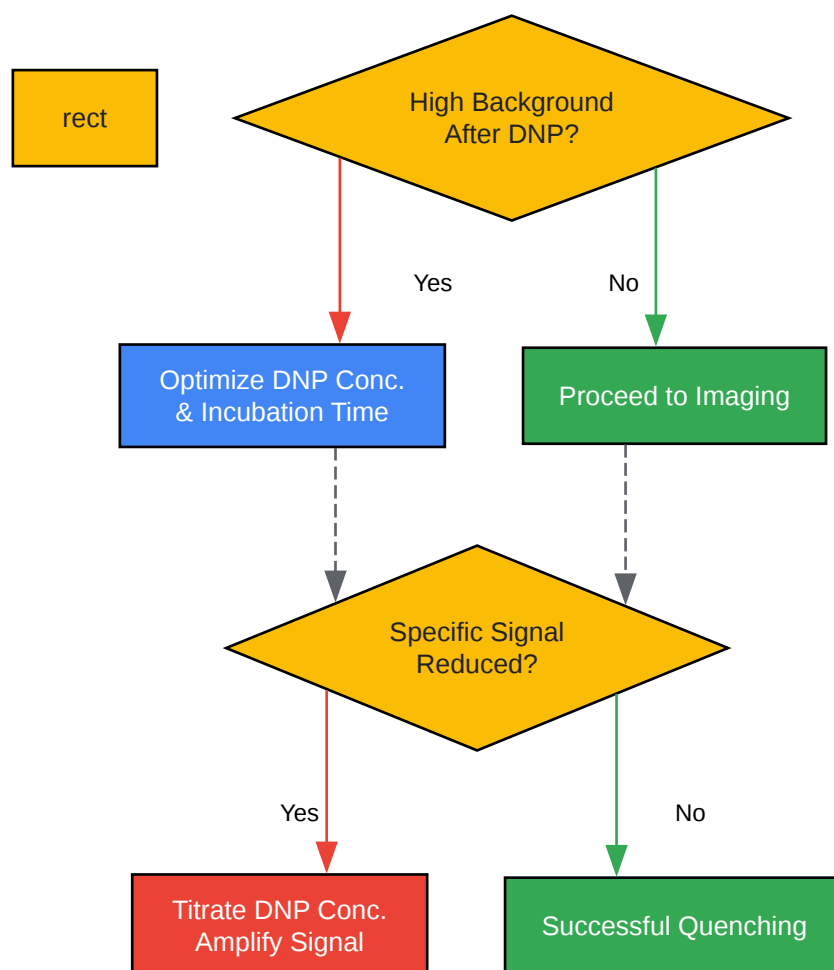 rect
High Background
After DNP?
Yes
No
Optimize DNP Conc.
& Incubation Time
Proceed to Imaging
Specific Signal
Reduced?
Yes
No
Titrate DNP Conc.
Amplify Signal
Successful Quenching